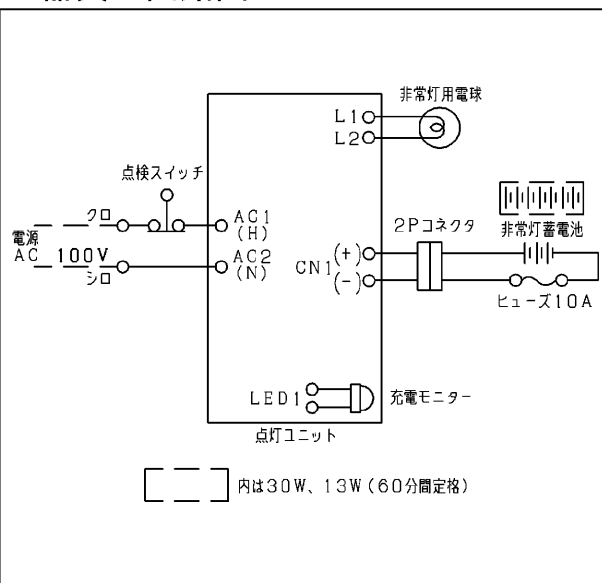 非常灯用電球
L1
L2
点検スイッチ
クロ
AC1
(H)
電源
AC 100V
シロ
AC2
(N)
2Pコネクタ
非常灯蓄電池
CN1
(+)
(-)
ヒューズ10A
LED1
充電モニター
点灯ユニット
内は30W、13W(60分間定格)